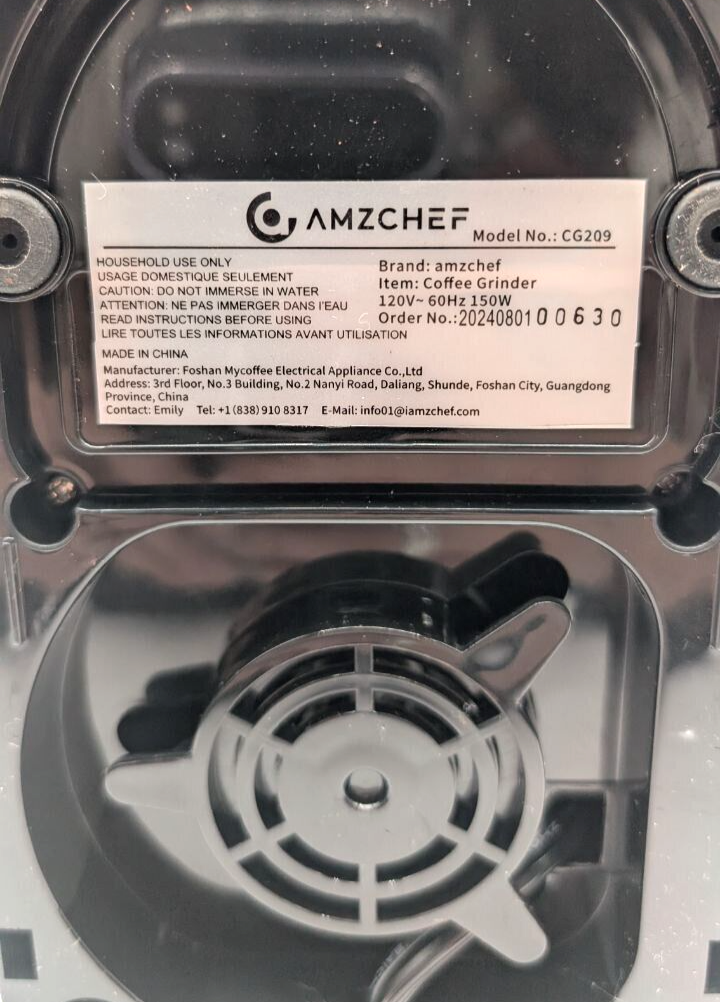 AMZCHEF
Model No.: CG209
HOUSEHOLD USE ONLY
USAGE DOMESTIQUE SEULEMENT
CAUTION: DO NOT IMMERSE IN WATER
ATTENTION: NE PAS IMMERGER DANS I'EAU
READ INSTRUCTIONS BEFORE USING
LIRE TOUTES LES INFORMATIONS AVANT UTILISATION
Brand: amzchef
Item: Coffee Grinder
120V~ 60Hz 150W
Order No.:2024080100630
MADE IN CHINA
Manufacturer: Foshan Mycoffee Electrical Appliance Co.,Ltd
Address: 3rd Floor, No.3 Building, No.2 Nanyi Road, Daliang, Shunde, Foshan City, Guangdong
Province, China
Contact: Emily Tel: +1(838)910 8317 E-Mail: info01@iamzchef.com